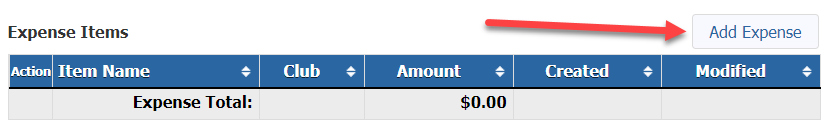 Expense Items Add Expense
Action Item Name Club Amount Created Modified
Expense Total: $0.00